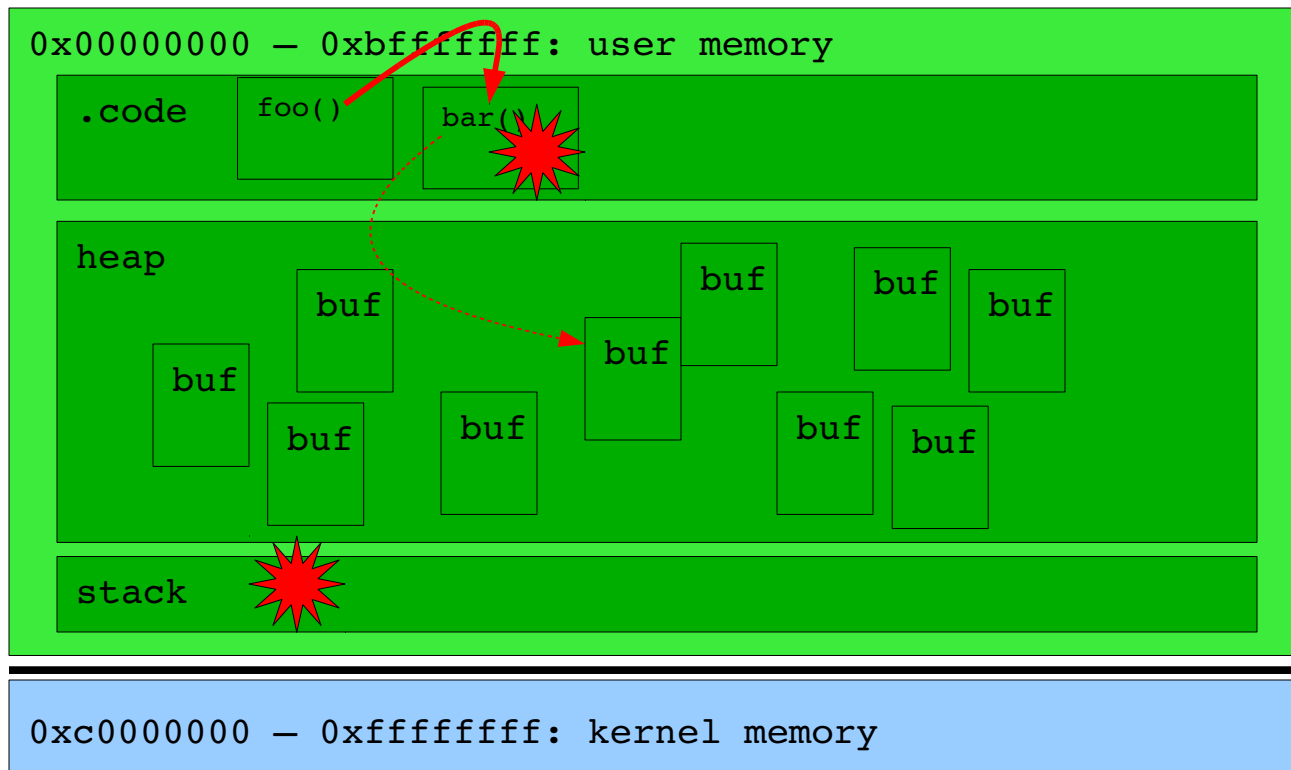 0x00000000 – 0xbfffffff: user memory
.code
foo()
bar()
heap
buf
buf
buf
buf
buf
buf
buf
buf
buf
buf
stack
0xc0000000 – 0xffffffff: kernel memory